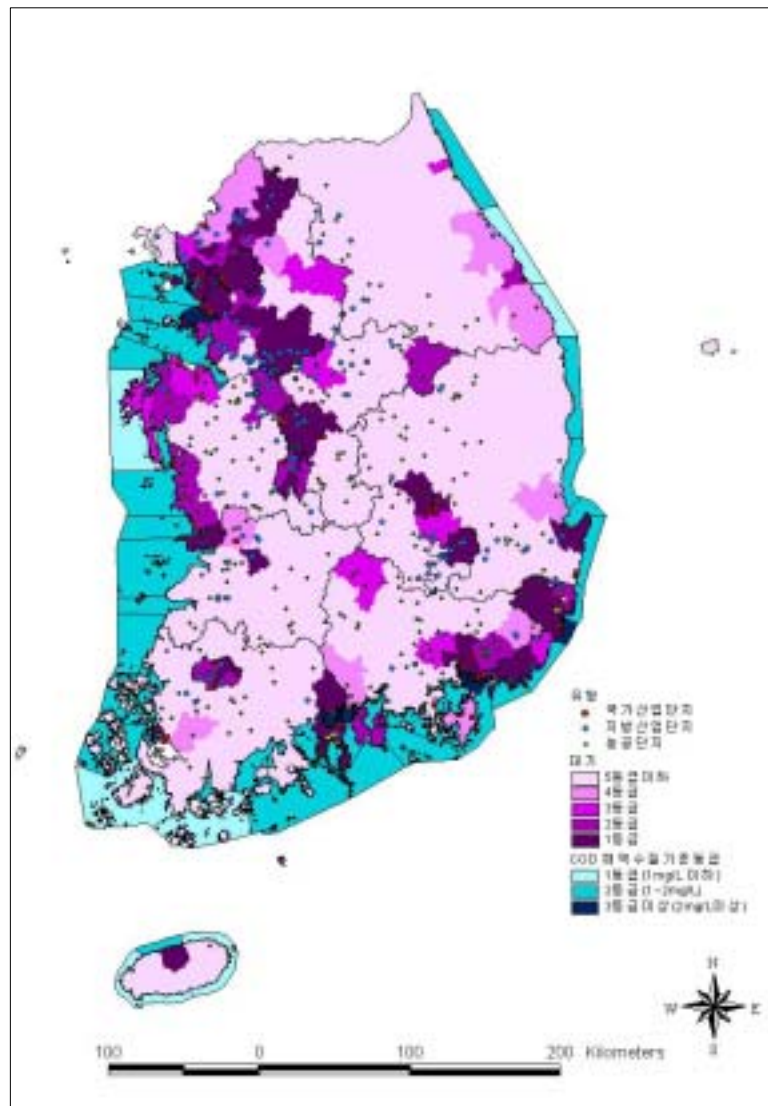 유형
국가산업단지
지방산업단지
농공단지
대기
5등급이하
4등급
3등급
2등급
1등급
COD 해역수질기준등급
1등급(1mg/L 이하)
2등급(1~2mg/L)
3등급이상(2mg/L이상)
N
W E
S
100 0 100 200 Kilometers